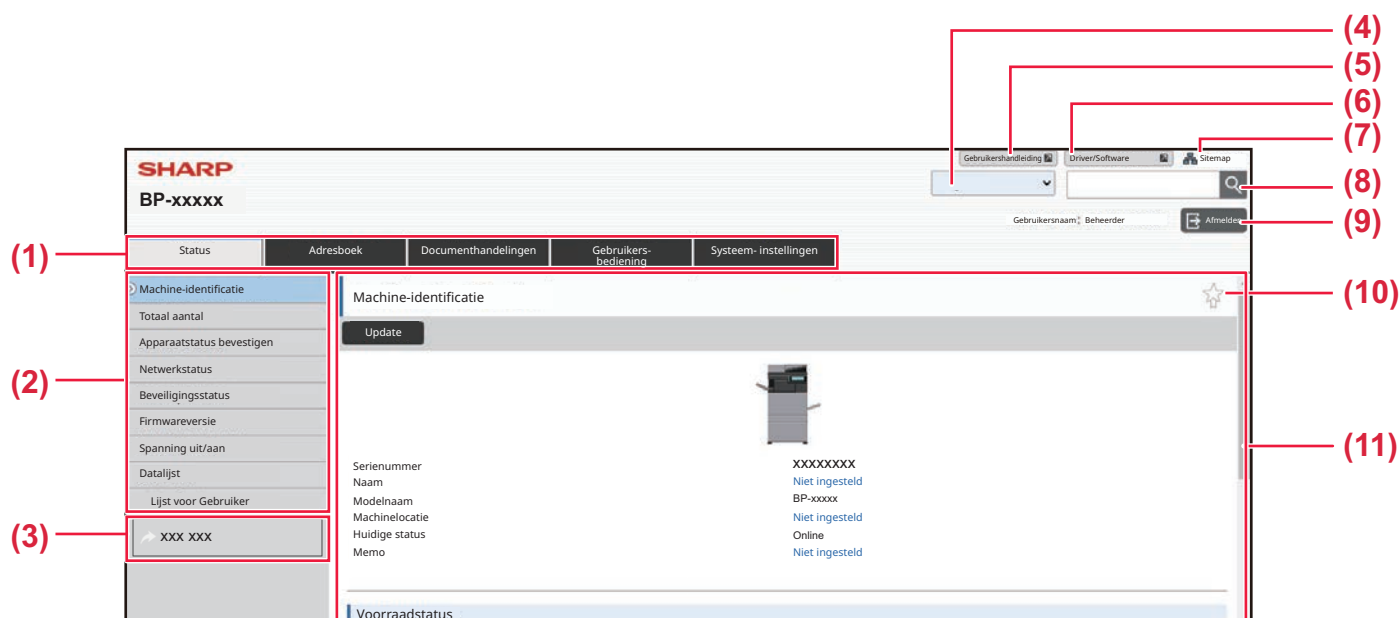 (4)
(5)
(6)
(7)
Gebruikershandleiding Driver/Software Sitemap
SHARP
(8)
BP-xxxxx
Gebruikersnaam: Beheerder Afmelden
(9)
(1)
Status Adresboek Documenthandelingen Gebruikers-bediening Systeem- instellingen
Machine-identificatie
Machine-identificatie
(10)
Totaal aantal
Update
Apparaatstatus bevestigen
Netwerkstatus
(2)
Beveiligingsstatus
Firmwareversie
Spanning uit/aan
(11)
Datalijst
Lijst voor Gebruiker
Serienummer XXXXXXXX
Naam Niet ingesteld
Modelnaam BP-xxxxx
Machinelocatie Niet ingesteld
Huidige status Online
Memo Niet ingesteld
(3)
XXX XXX
Voorraadstatus